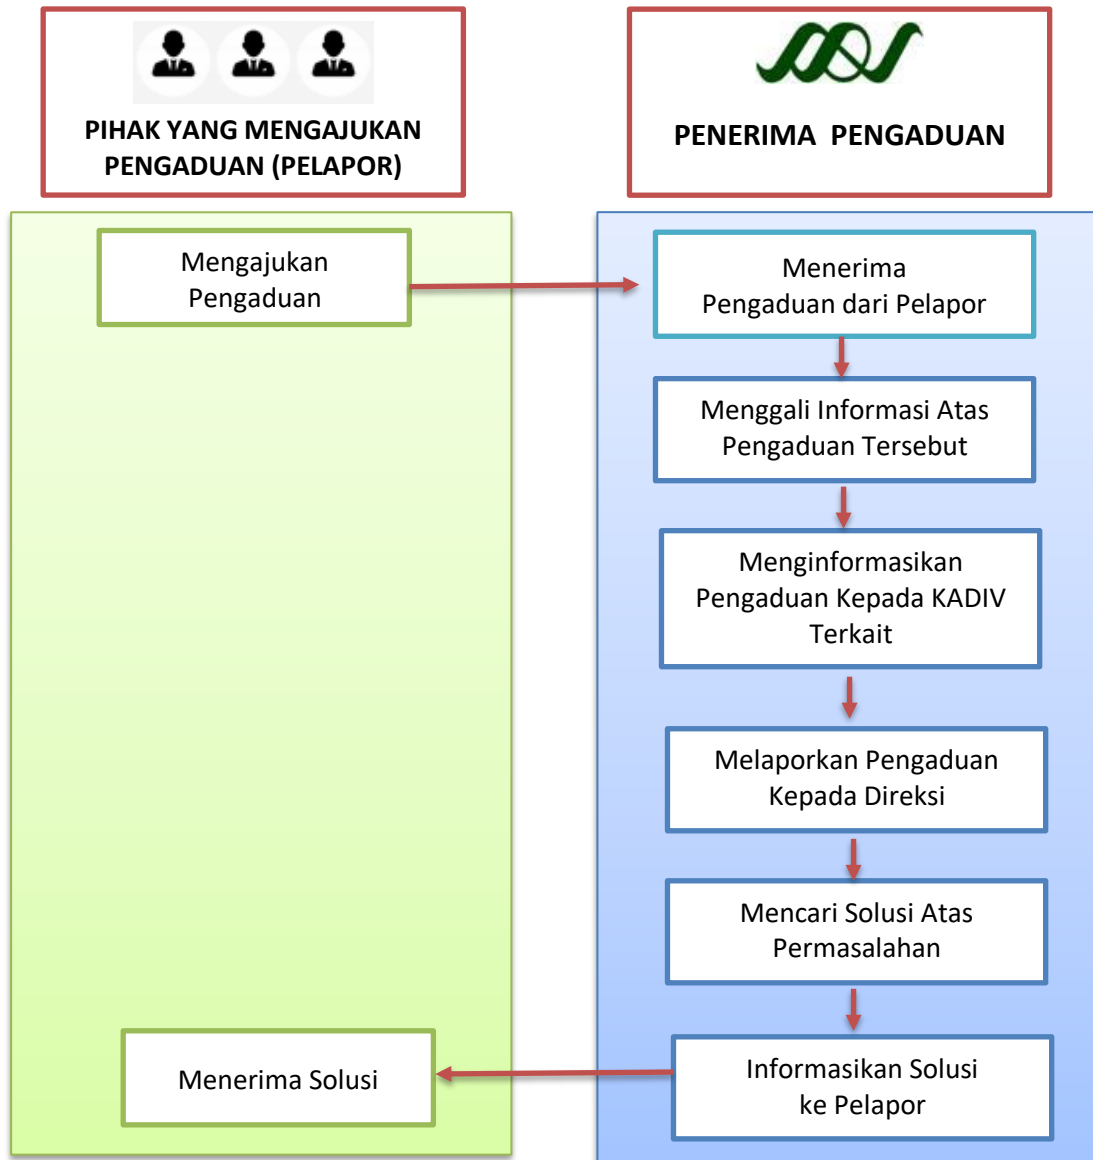 PIHAK YANG MENGAJUKAN
PENGADUAN (PELAPOR)
PENERIMA PENGADUAN
Mengajukan
Pengaduan
Menerima
Pengaduan dari Pelapor
Menggali Informasi Atas
Pengaduan Tersebut
Menginformasikan
Pengaduan Kepada KADIV
Terkait
Melaporkan Pengaduan
Kepada Direksi
Mencari Solusi Atas
Permasalahan
Informasikan Solusi
ke Pelapor
Menerima Solusi